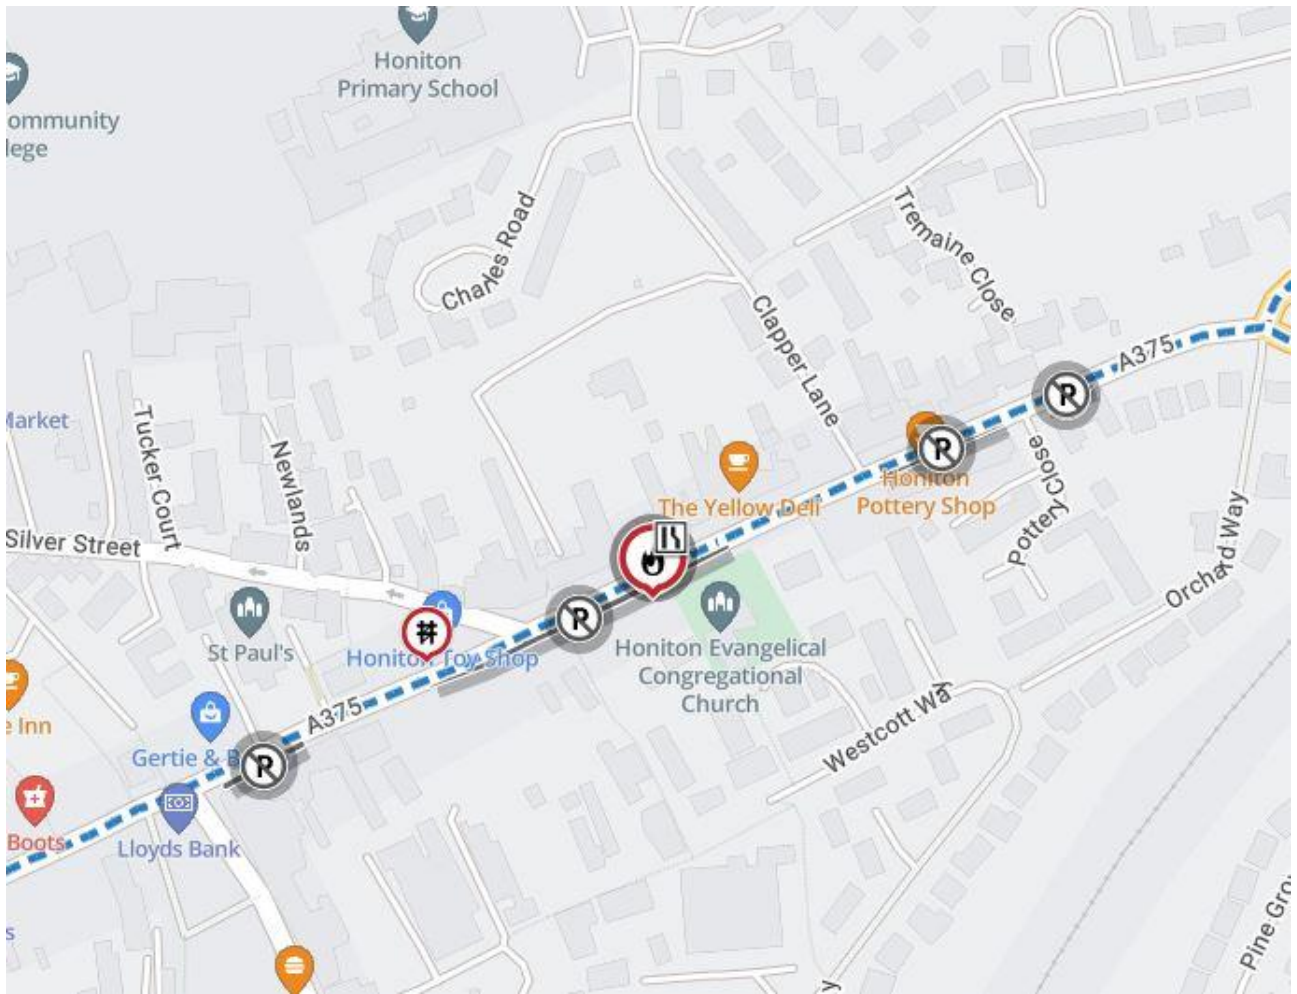 Honiton
Primary School
ommunity
lege
Charles Road
Tremaine Close
Clapper Lane
A375
Market
Tucker Court
Newlands
The Yellow Deli
Honiton
Pottery Shop
Pottery Close
Silver Street
Orchard Way
St Paul's
Honiton Toy Shop
Honiton Evangelical
Congregational
Church
Westcott Wa
y
e Inn
A375
Gertie & B
Boots
Lloyds Bank
s
Pine Gro
y
P
P
P
P